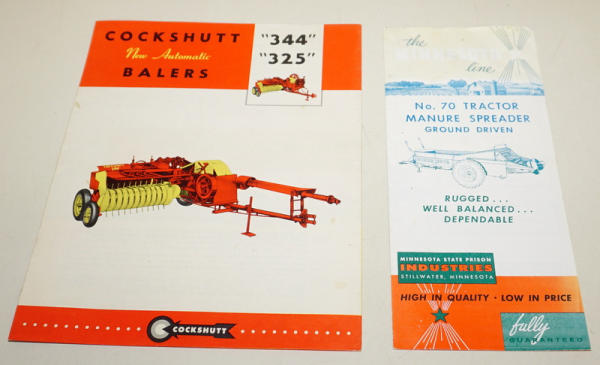 COCKSHUTT
New Automatic
BALERS
"344"
"325"
COCKSHUTT
the
MINNESOTA
line
No. 70 TRACTOR
MANURE SPREADER
GROUND DRIVEN
RUGGED...
WELL BALANCED...
DEPENDABLE
MINNESOTA STATE PRISON
INDUSTRIES
STILLWATER, MINNESOTA
HIGH IN QUALITY · LOW IN PRICE
fully
GUARANTEED